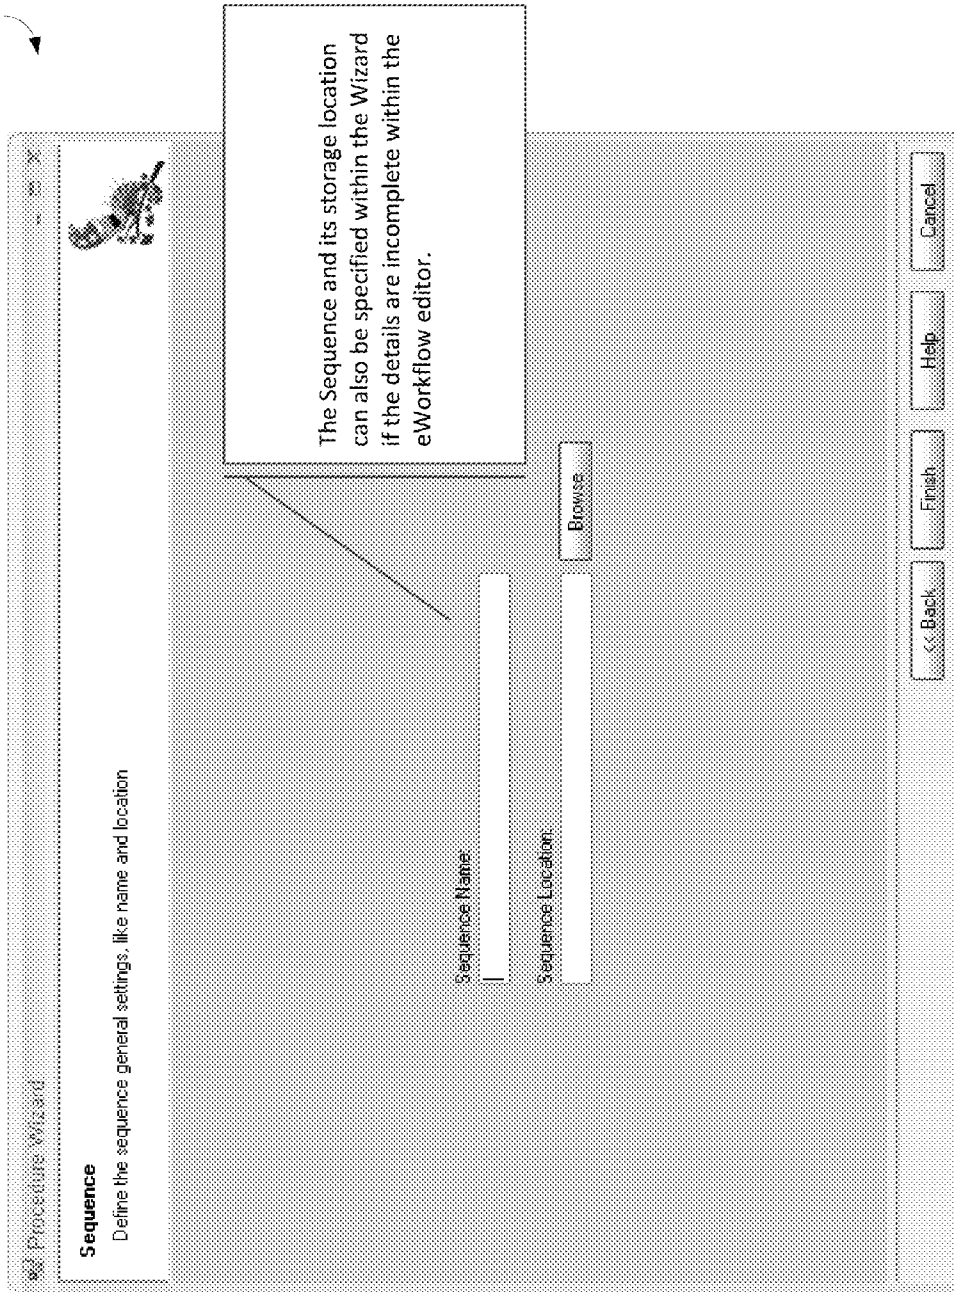 Procedure Wizard
Sequence
Define the sequence general settings, like name and location
The Sequence and its storage location
can also be specified within the Wizard
if the details are incomplete within the
eWorkflow editor.
Sequence Name:
Sequence Location:
Browse
<< Back
Finish
Help
Cancel